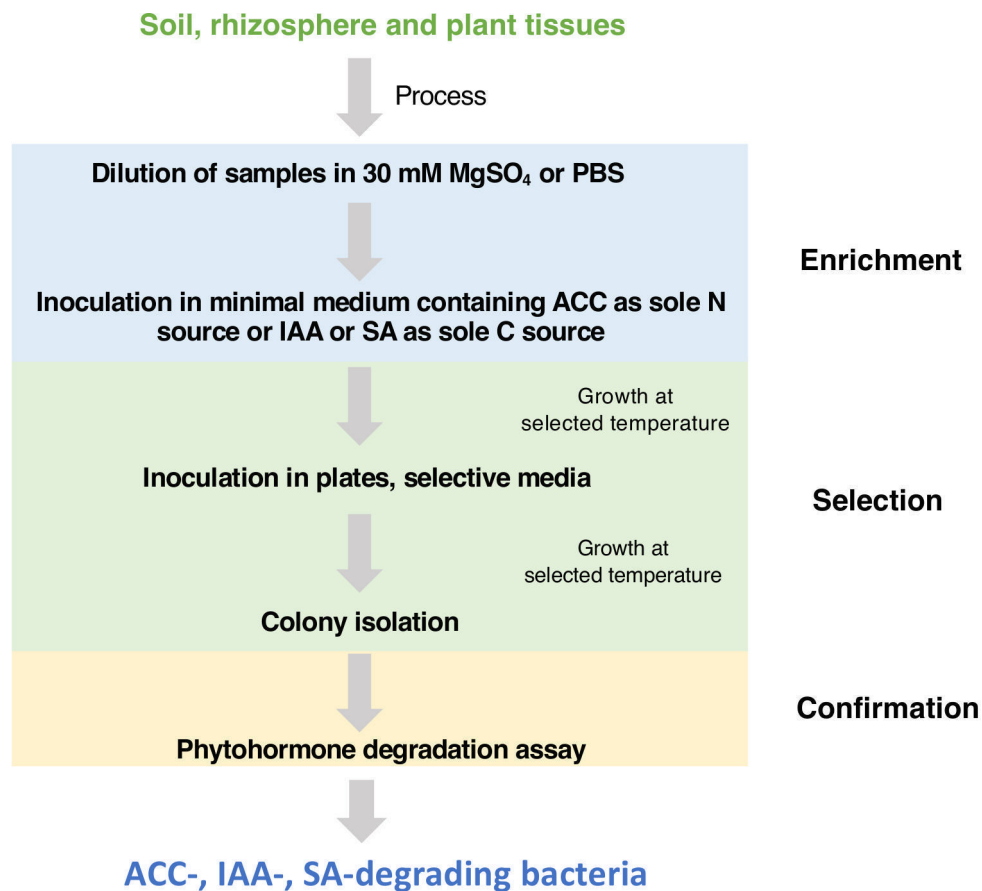 Soil, rhizosphere and plant tissues
Process
Dilution of samples in 30 mM MgSO₄ or PBS
Enrichment
Inoculation in minimal medium containing ACC as sole N
source or IAA or SA as sole C source
Growth at
selected temperature
Inoculation in plates, selective media
Selection
Growth at
selected temperature
Colony isolation
Confirmation
Phytohormone degradation assay
ACC-, IAA-, SA-degrading bacteria